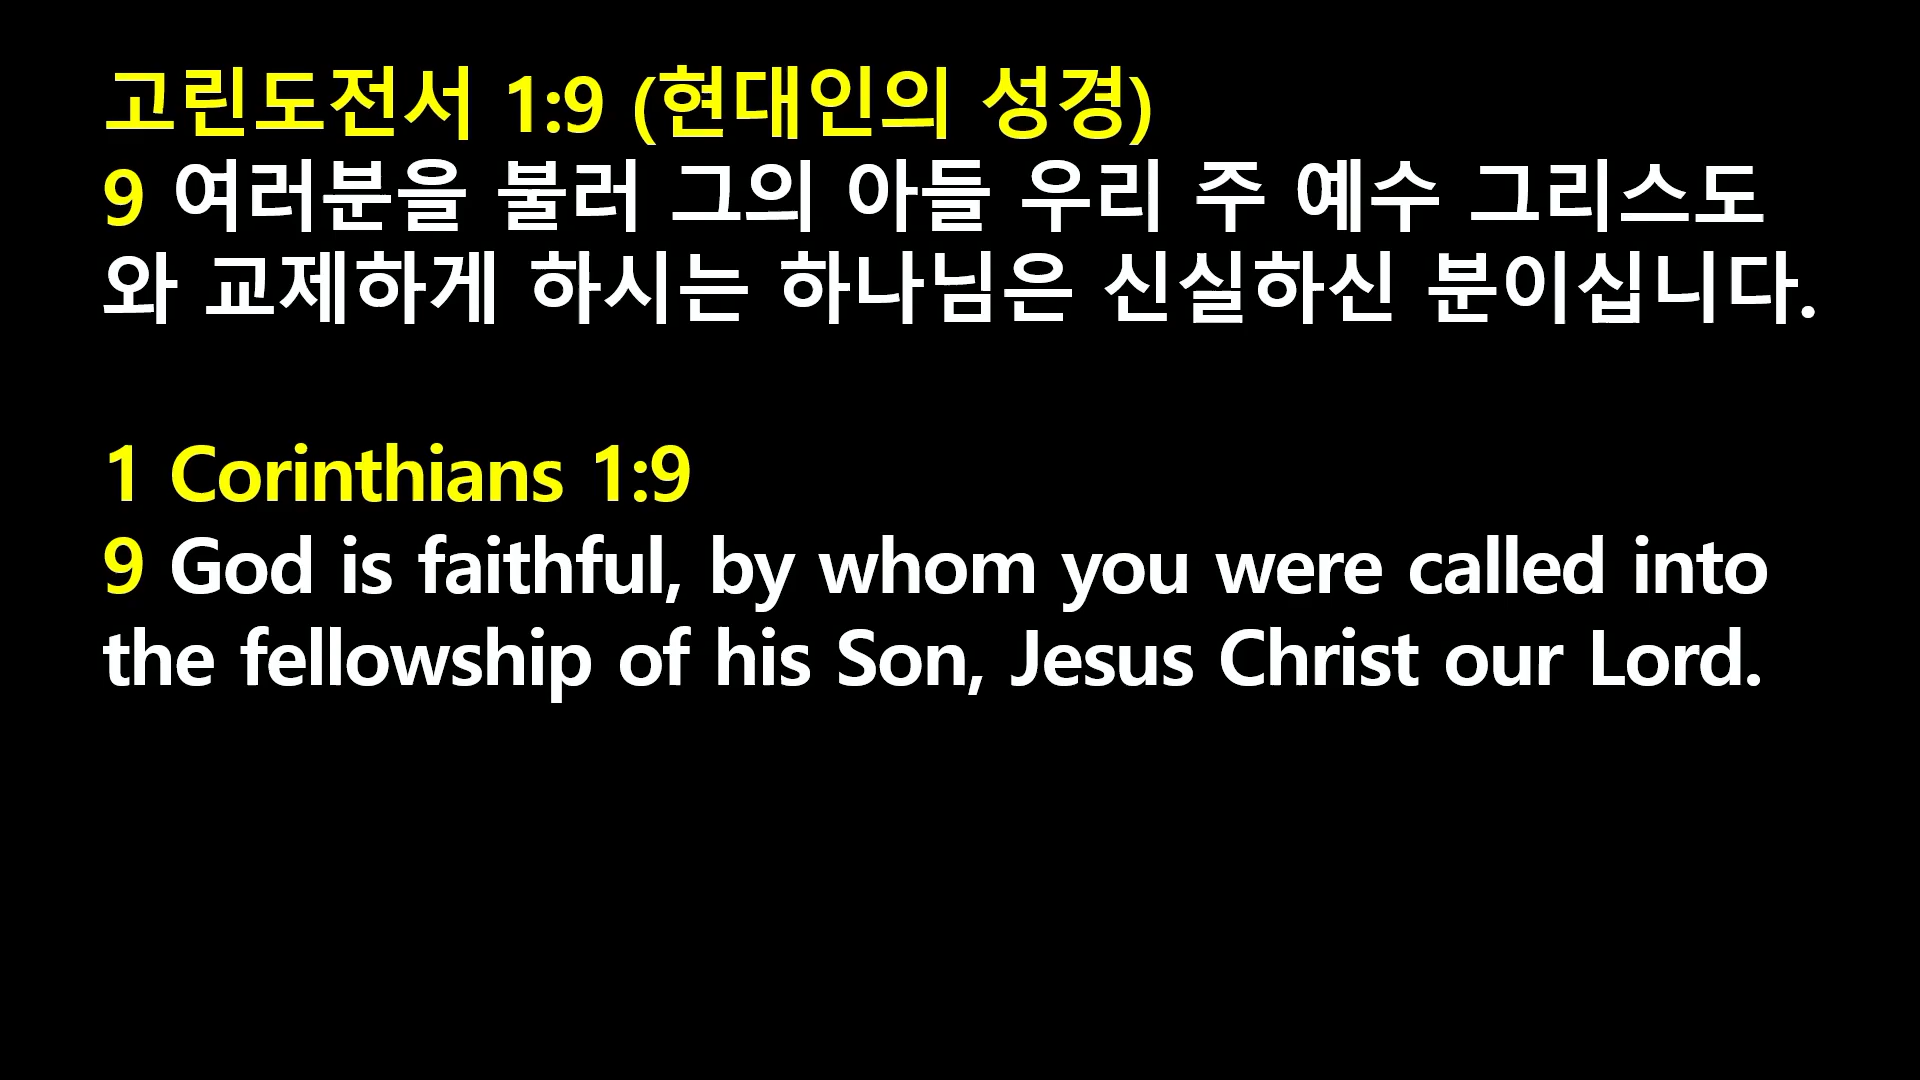 고린도전서 1:9 (현대인의 성경)
9 여러분을 불러 그의 아들 우리 주 예수 그리스도
와 교제하게 하시는 하나님은 신실하신 분이십니다.
1 Corinthians 1:9
9 God is faithful, by whom you were called into
the fellowship of his Son, Jesus Christ our Lord.